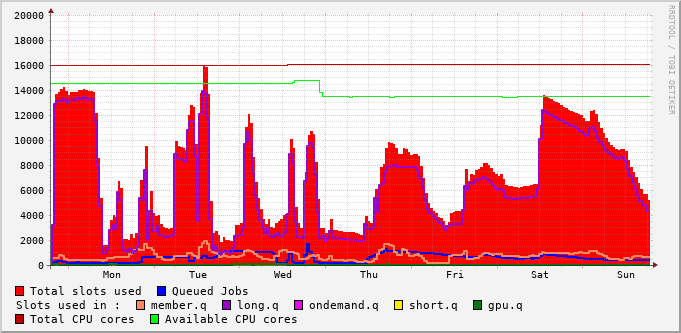 20000
18000
16000
14000
12000
10000
8000
6000
4000
2000
0
Mon Tue Wed Thu Fri Sat Sun
Total slots used Queued Jobs
Slots used in : member.q long.q ondemand.q short.q gpu.q
Total CPU cores Available CPU cores
RRDTOOL / TOBI OETIKER